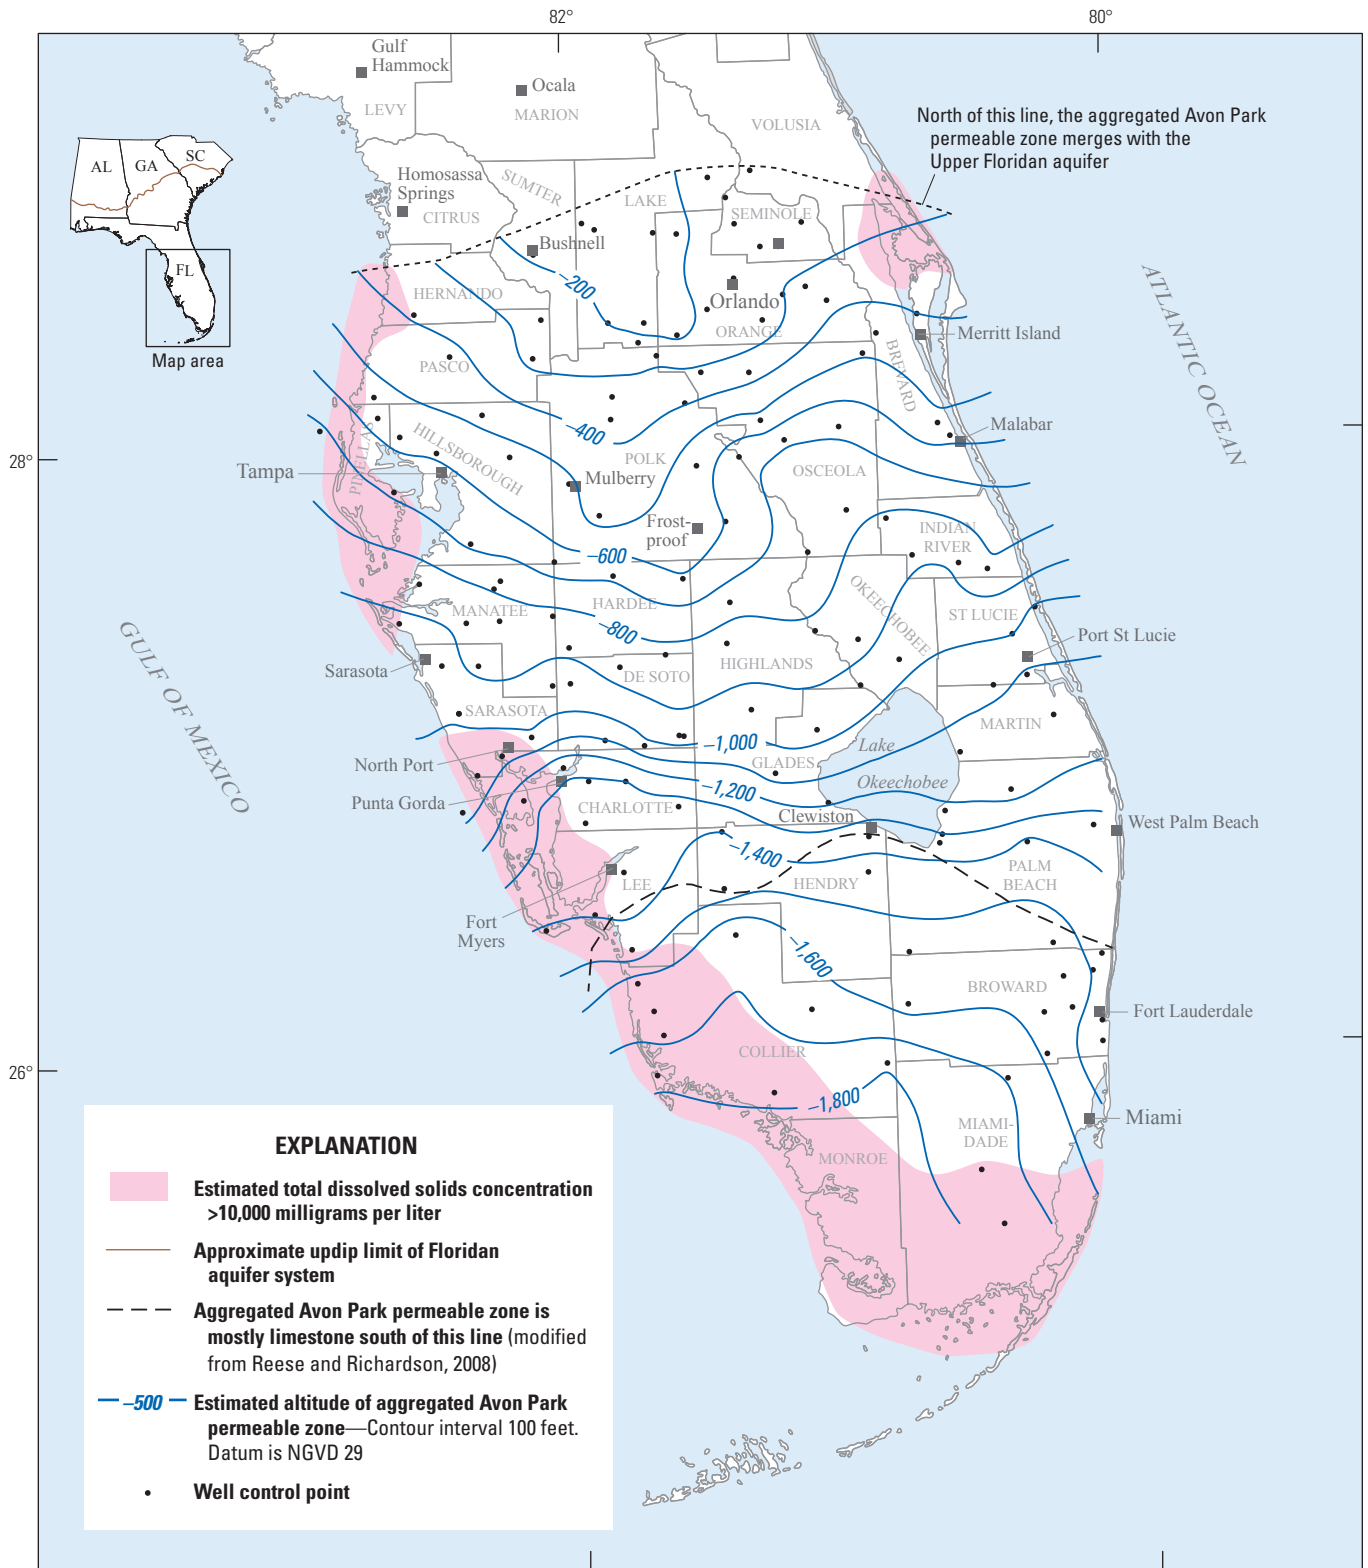 82°
80°
Gulf
Hammock
Ocala
LEVY
MARION
VOLUSIA
North of this line, the aggregated Avon Park
permeable zone merges with the
Upper Floridan aquifer
AL
GA
SC
FL
Map area
Homosassa
Springs
CITRUS
SUMTER
LAKE
SEMINOLE
Bushnell
ATLANTIC OCEAN
–200
HERNANDO
Orlando
ORANGE
Merritt Island
PASCO
BREVARD
–400
Malabar
28°
Tampa
PINELLAS
HILLSBOROUGH
POLK
Mulberry
OSCEOLA
Frost-
proof
INDIAN
RIVER
–600
MANATEE
HARDEE
OKEECHOBEE
ST LUCIE
–800
Port St Lucie
GULF OF MEXICO
Sarasota
DE SOTO
HIGHLANDS
SARASOTA
MARTIN
North Port
–1,000
Lake
Okeechobee
GLADES
Punta Gorda
CHARLOTTE
–1,200
Clewiston
West Palm Beach
–1,400
PALM
BEACH
LEE
HENDRY
Fort
Myers
–1,600
BROWARD
Fort Lauderdale
COLLIER
26°
–1,800
Miami
MIAMI-
DADE
MONROE
EXPLANATION
Estimated total dissolved solids concentration
>10,000 milligrams per liter
Approximate updip limit of Floridan
aquifer system
Aggregated Avon Park permeable zone is
mostly limestone south of this line (modified
from Reese and Richardson, 2008)
–500
Estimated altitude of aggregated Avon Park
permeable zone—Contour interval 100 feet.
Datum is NGVD 29
Well control point